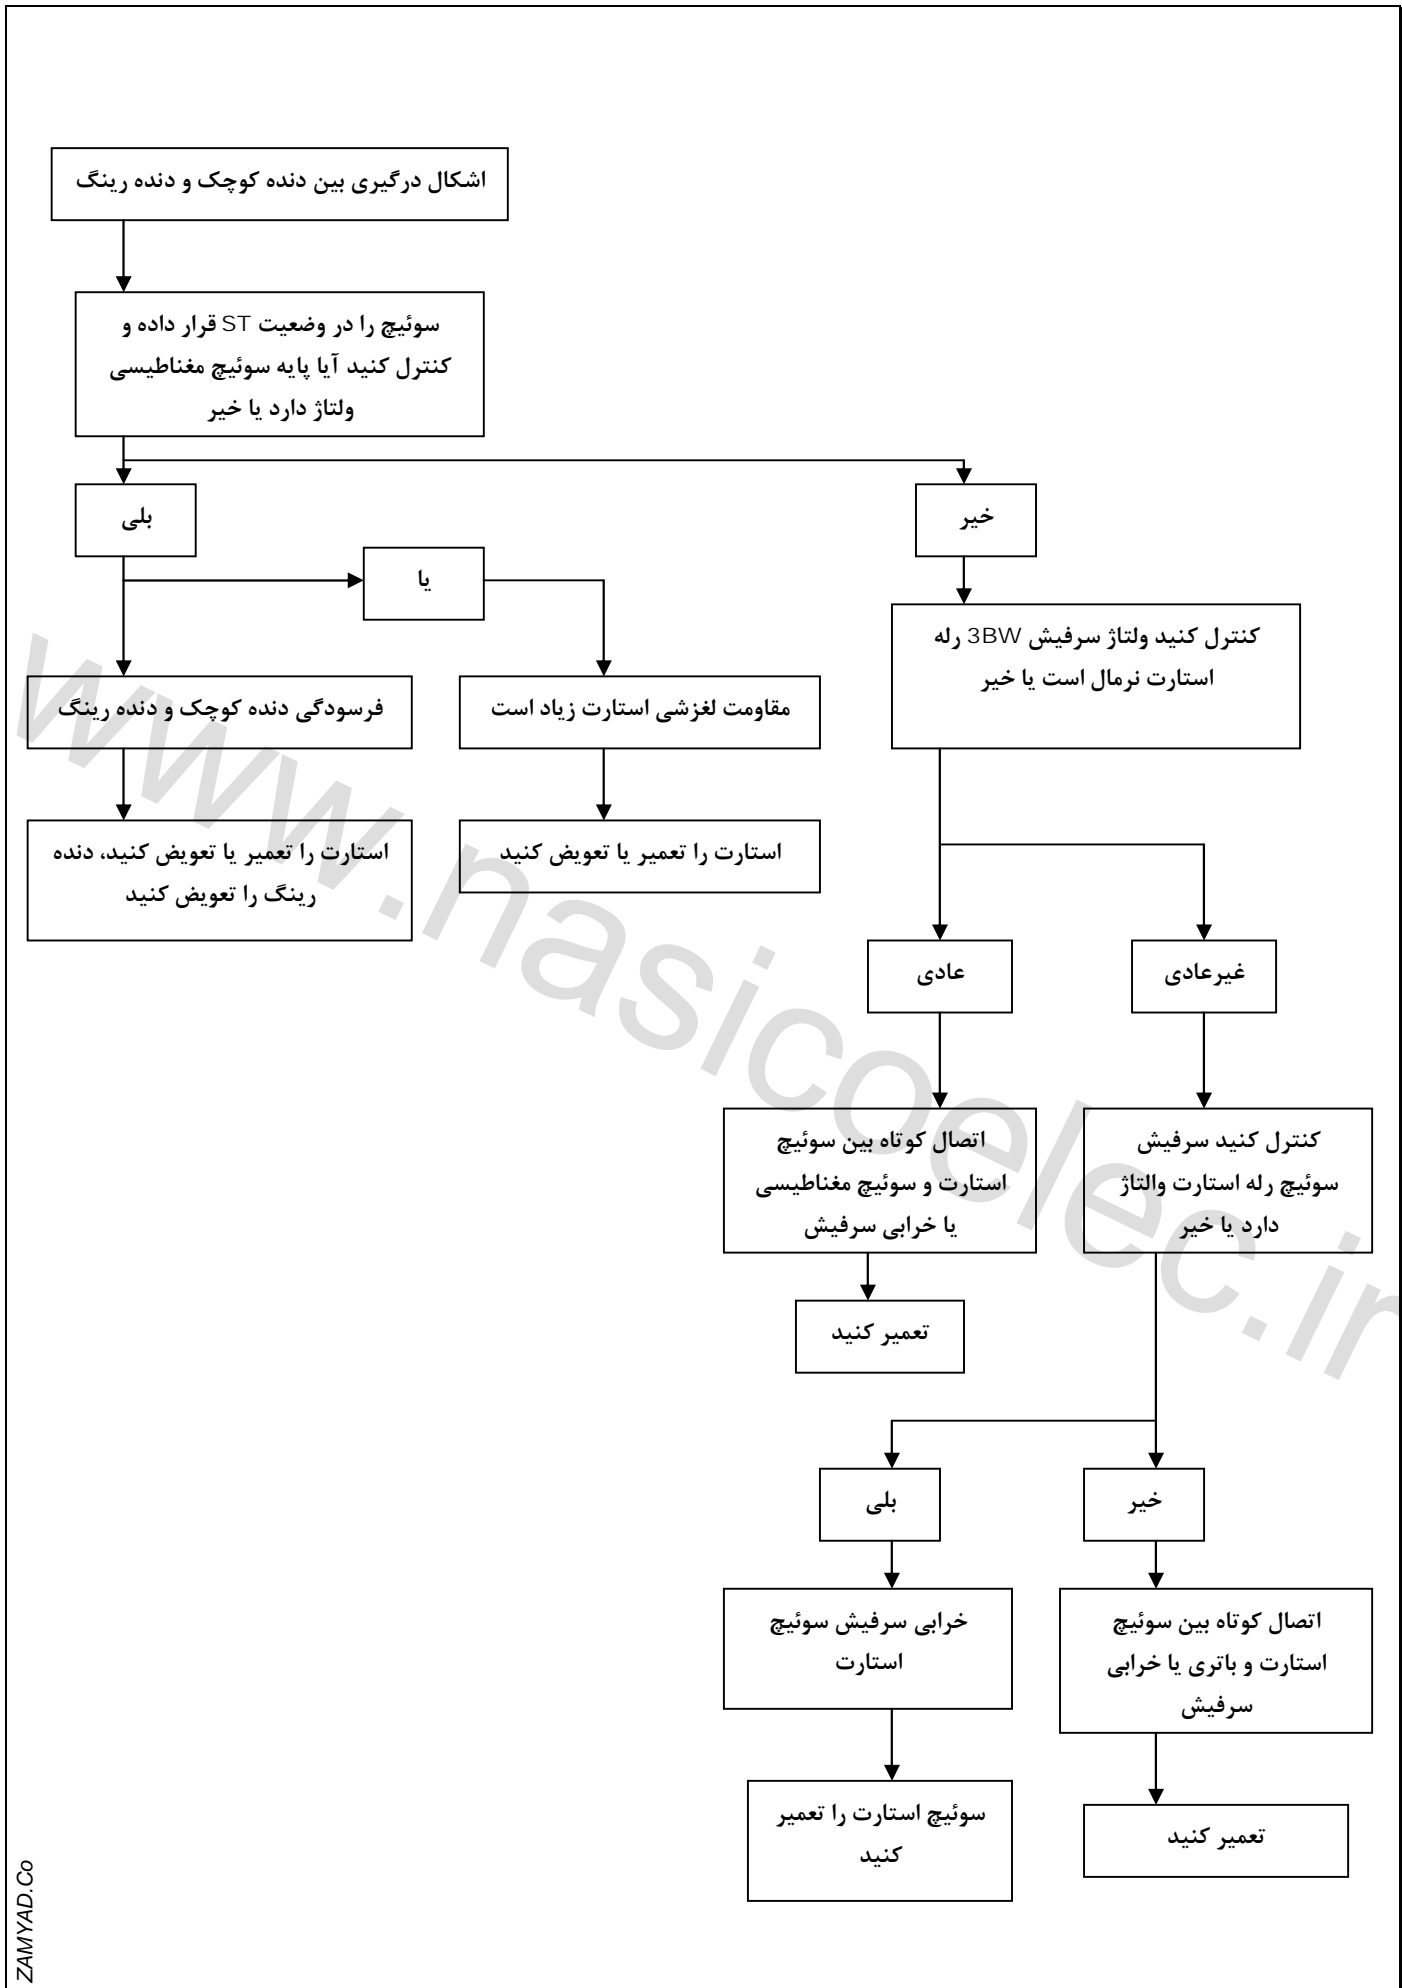 اشکال درگیری بین دنده کوچک و دنده رینگ
سوئیچ را در وضعیت ST قرار داده و
کنترل کنید آیا پایه سوئیچ مغناطیسی
ولتاژ دارد یا خیر
بلی
خیر
یا
کنترل کنید ولتاژ سرفیش 3BW رله
استارت نرمال است یا خیر
فرسودگی دنده کوچک و دنده رینگ
مقاومت لغزشی استارت زیاد است
استارت را تعمیر یا تعویض کنید، دنده
رینگ را تعویض کنید
استارت را تعمیر یا تعویض کنید
عادی
غیرعادی
اتصال کوتاه بین سوئیچ
استارت و سوئیچ مغناطیسی
یا خرابی سرفیش
کنترل کنید سرفیش
سوئیچ رله استارت والتاژ
دارد یا خیر
تعمیر کنید
بلی
خیر
خرابی سرفیش سوئیچ
استارت
اتصال کوتاه بین سوئیچ
استارت و باتری یا خرابی
سرفیش
سوئیچ استارت را تعمیر
کنید
تعمیر کنید
www.nasicoelec.ir
ZAMYAD.Co